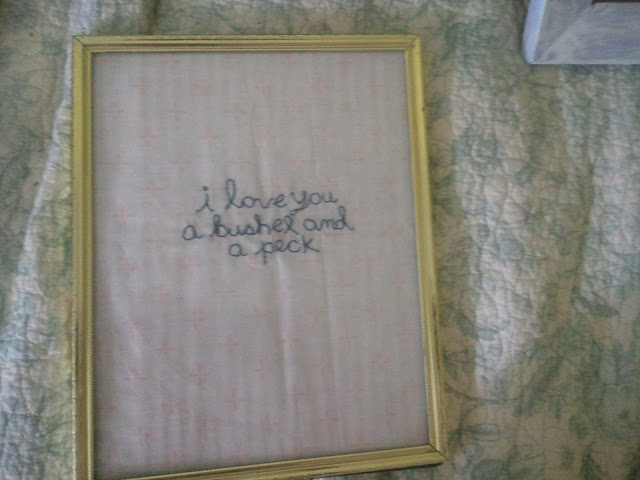 i love you
a bushel and
a peck